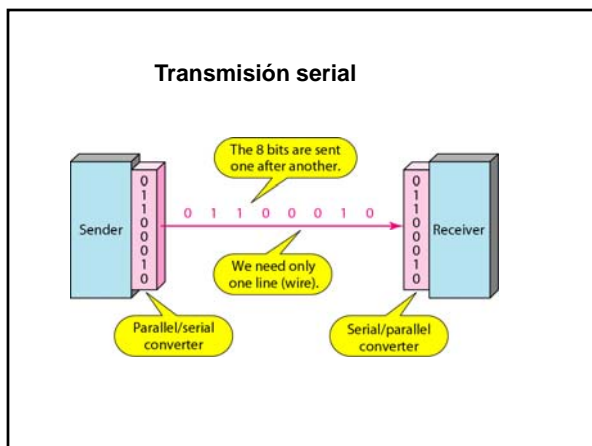 Transmisión serial
The 8 bits are sent
one after another.
0 1 1 0 0 0 1 0
Sender
0
1
1
0
0
0
1
0
We need only
one line (wire).
0
1
1
0
0
0
1
0
Receiver
Parallel/serial
converter
Serial/parallel
converter